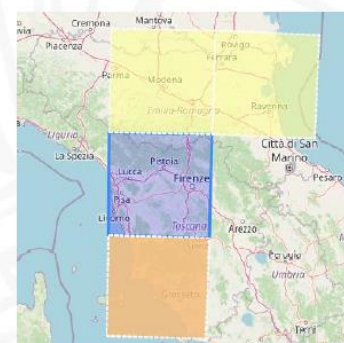 Cremona
Mantova
Piacenza
Rovigo
Ferrara
Parma
Modena
Emilia-Romagna
Ravenna
Liguria
La Spezia
Città di San
Marino
Pistoia
Lucca
Firenze
Pesaro
Pisa
Livorno
Toscana
Arezzo
Siena
Perugia
Grosseto
Umbria
Terni